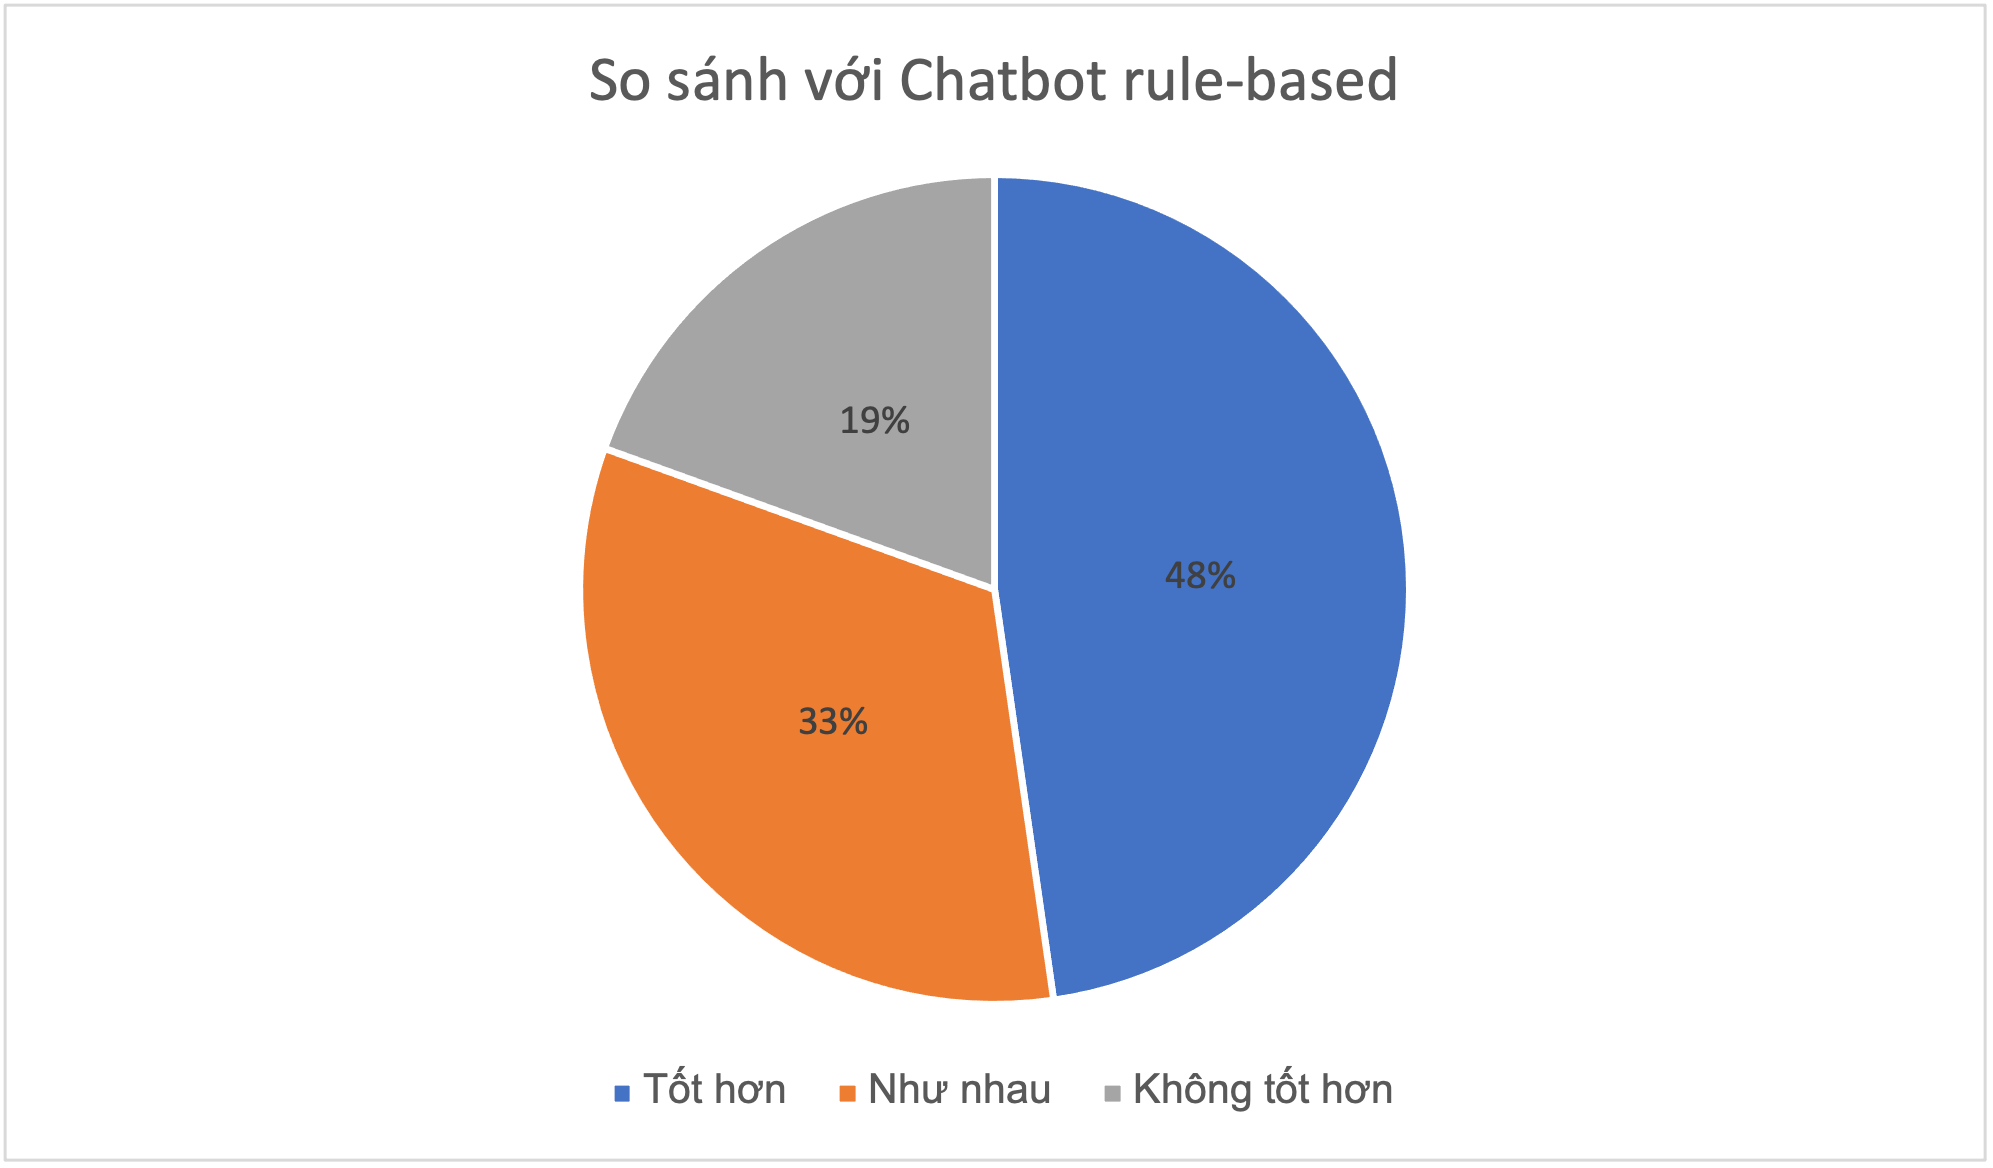 So sánh với Chatbot rule-based
19%
48%
33%
Tốt hơn Như nhau Không tốt hơn